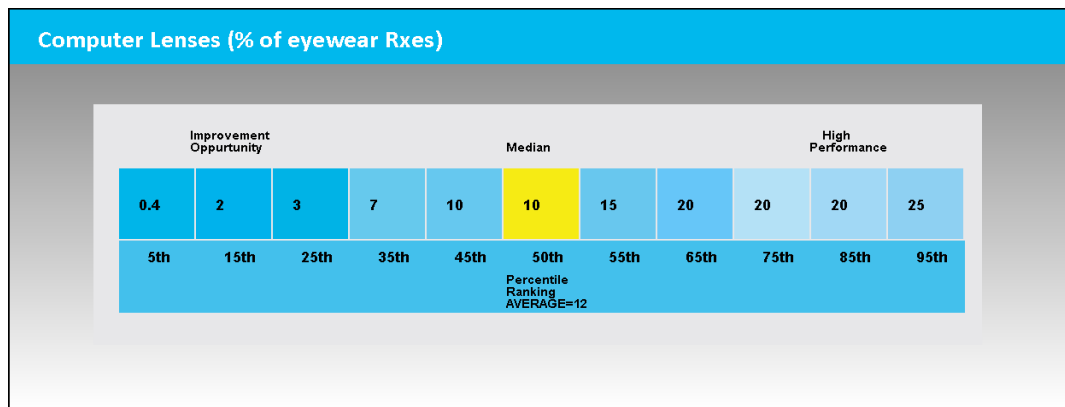 Computer Lenses (% of eyewear Rxes)
Improvement
Oppurtunity
Median
High
Performance
0.4 2 3 7 10 10 15 20 20 20 25
5th 15th 25th 35th 45th 50th 55th 65th 75th 85th 95th
Percentile
Ranking
AVERAGE=12